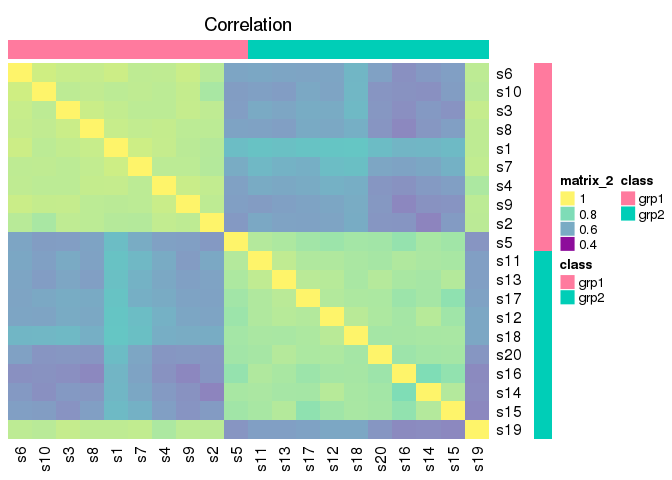 Correlation
s6
s10
s3
s8
s1
s7
s4
s9
s2
s5
s11
s13
s17
s12
s18
s20
s16
s14
s15
s19
s6 s10 s3 s8 s1 s7 s4 s9 s2 s5 s11 s13 s17 s12 s18 s20 s16 s14 s15 s19
matrix_2 class
1 grp1
0.8 grp2
0.6
0.4
class
grp1
grp2